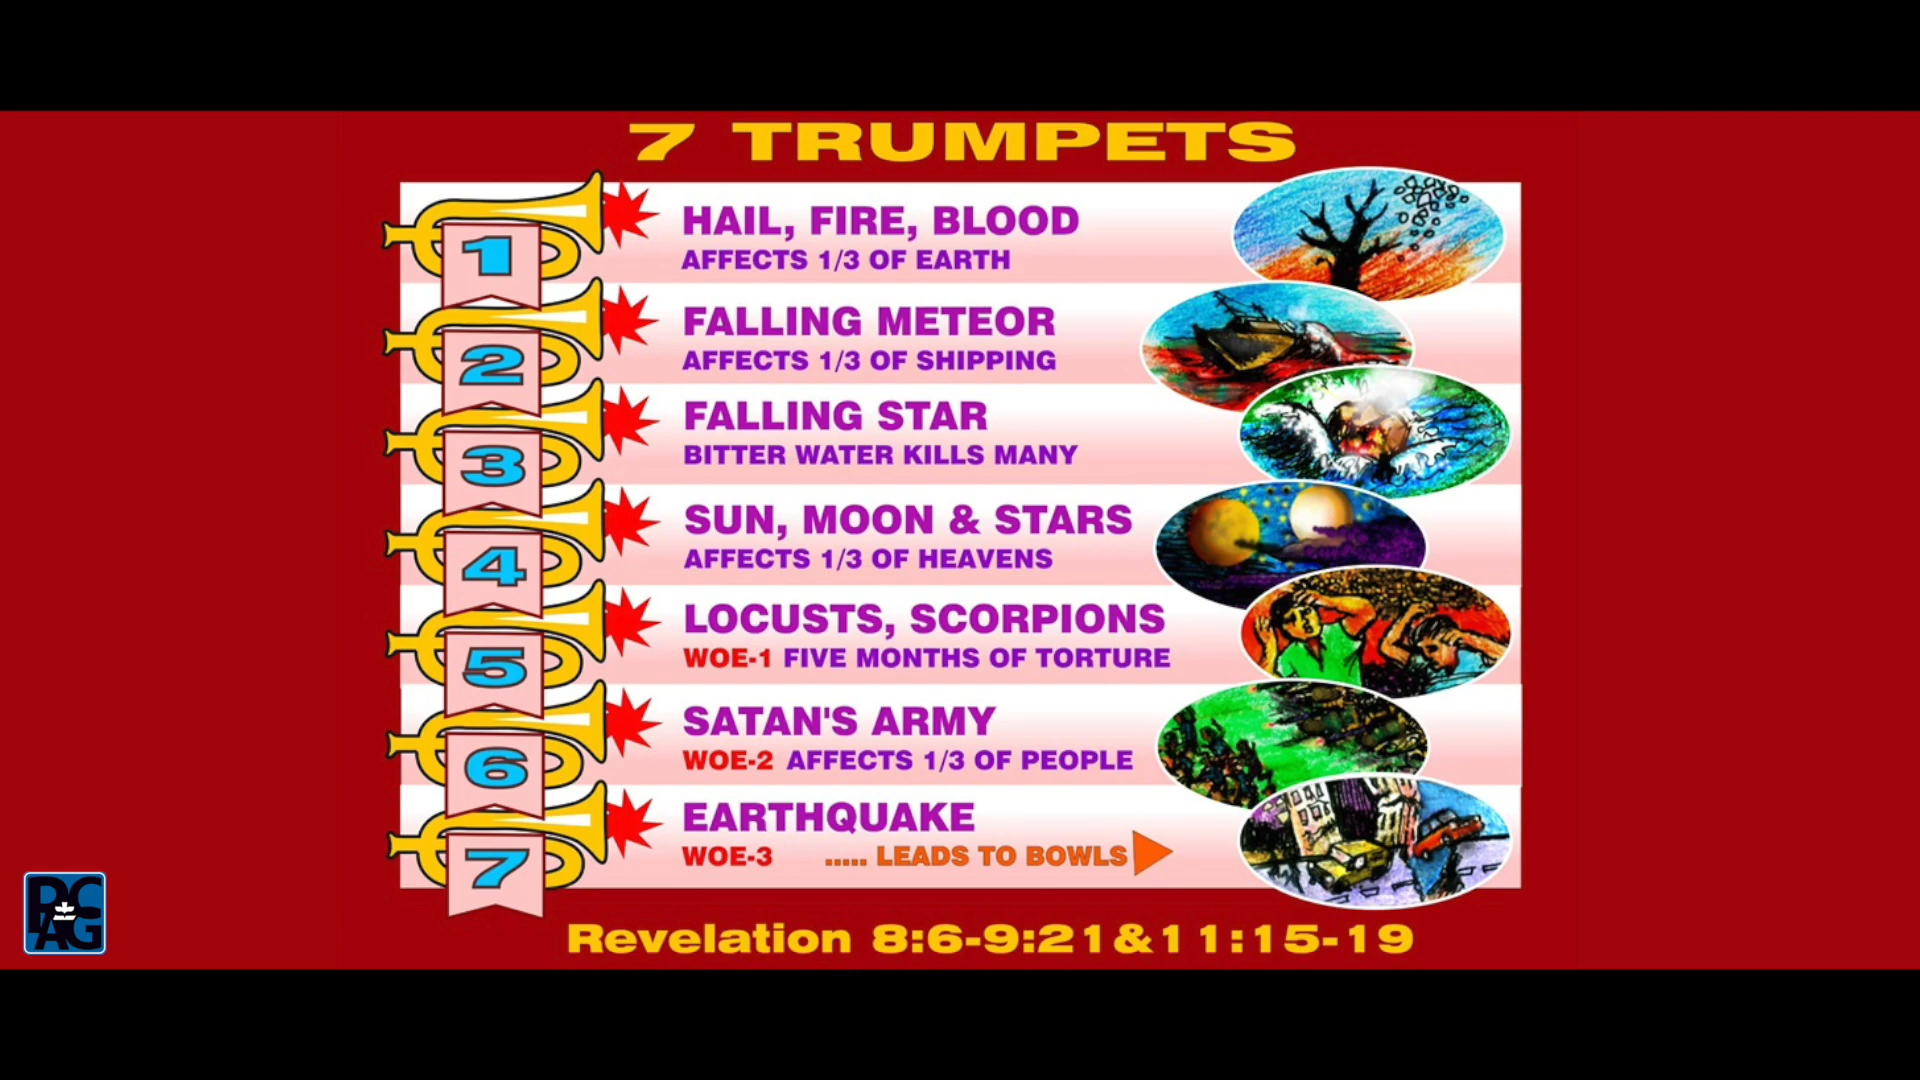 7 TRUMPETS
1
HAIL, FIRE, BLOOD
AFFECTS 1/3 OF EARTH
2
FALLING METEOR
AFFECTS 1/3 OF SHIPPING
3
FALLING STAR
BITTER WATER KILLS MANY
4
SUN, MOON & STARS
AFFECTS 1/3 OF HEAVENS
5
LOCUSTS, SCORPIONS
WOE-1 FIVE MONTHS OF TORTURE
6
SATAN'S ARMY
WOE-2 AFFECTS 1/3 OF PEOPLE
7
EARTHQUAKE
WOE-3 ..... LEADS TO BOWLS
Revelation 8:6-9:21&11:15-19
PC
AG